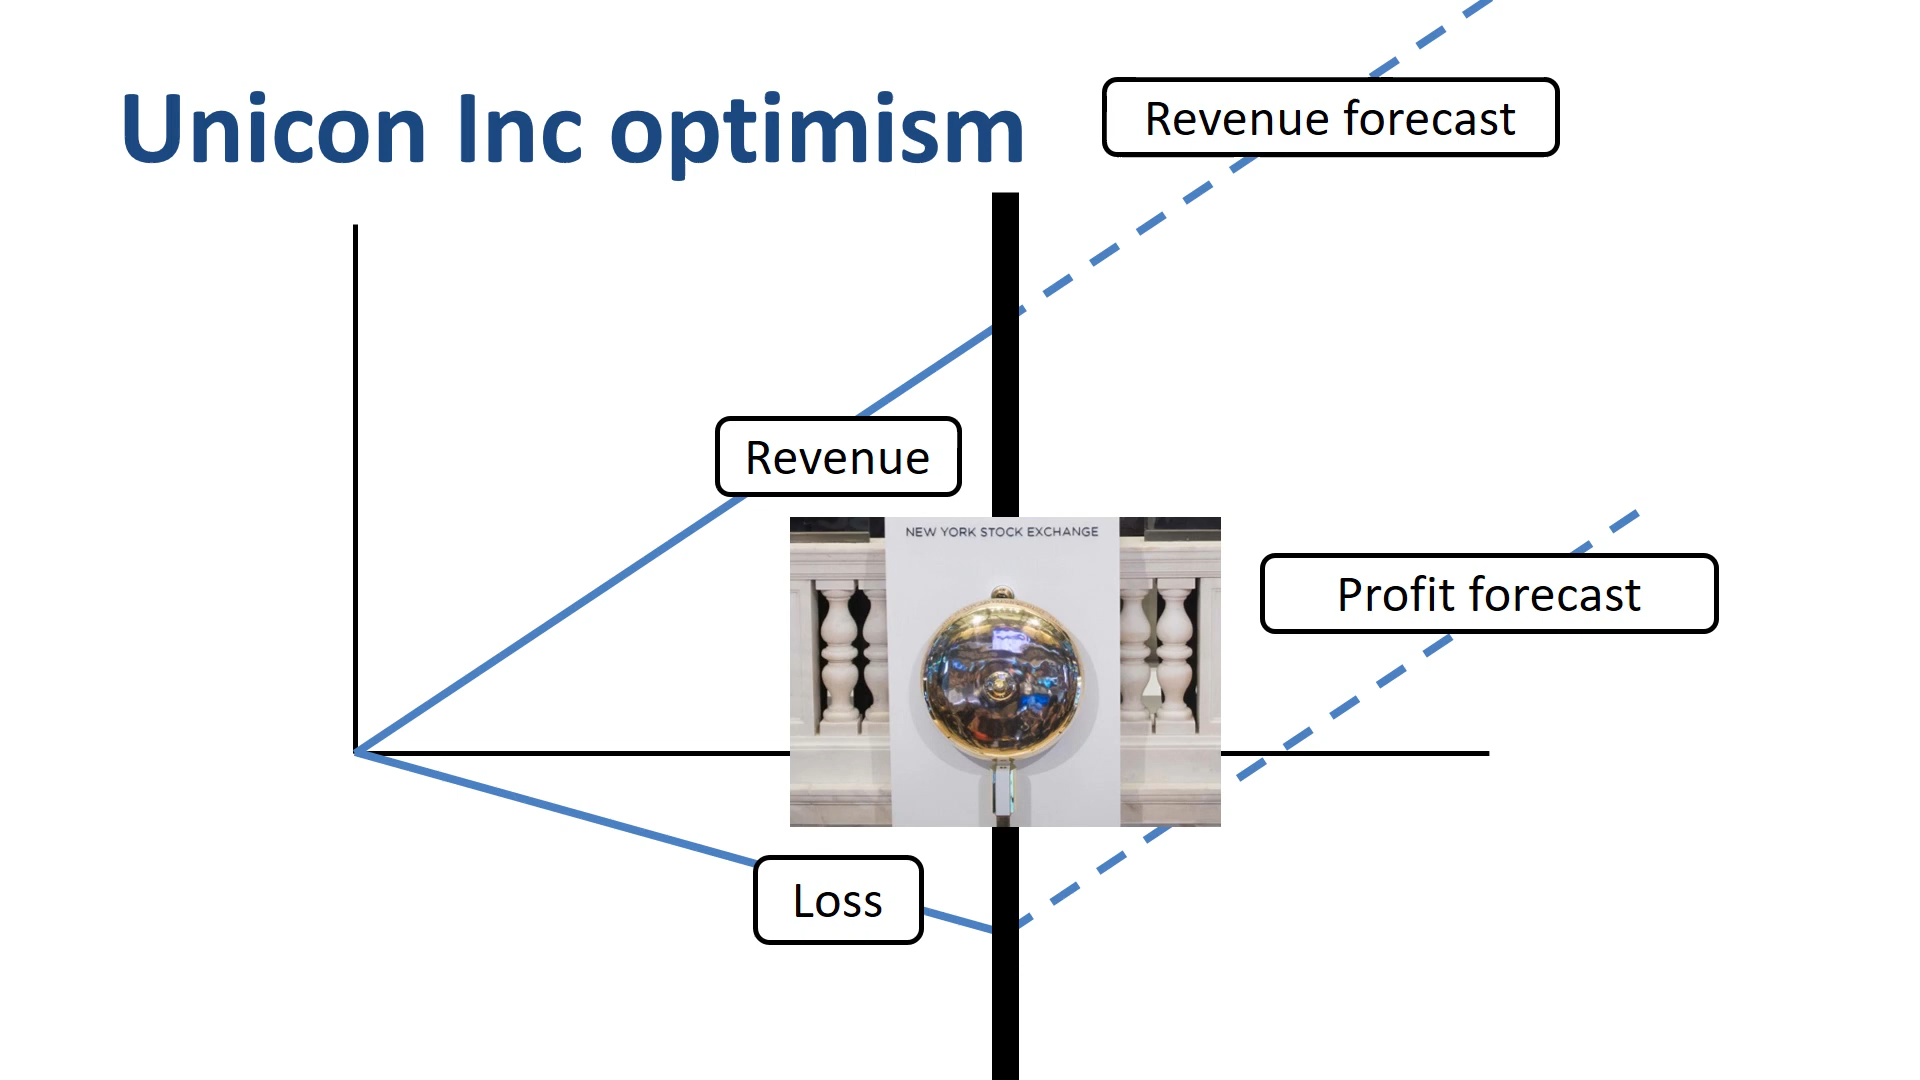 Unicon Inc optimism
Revenue forecast
Revenue
NEW YORK STOCK EXCHANGE
Profit forecast
Loss